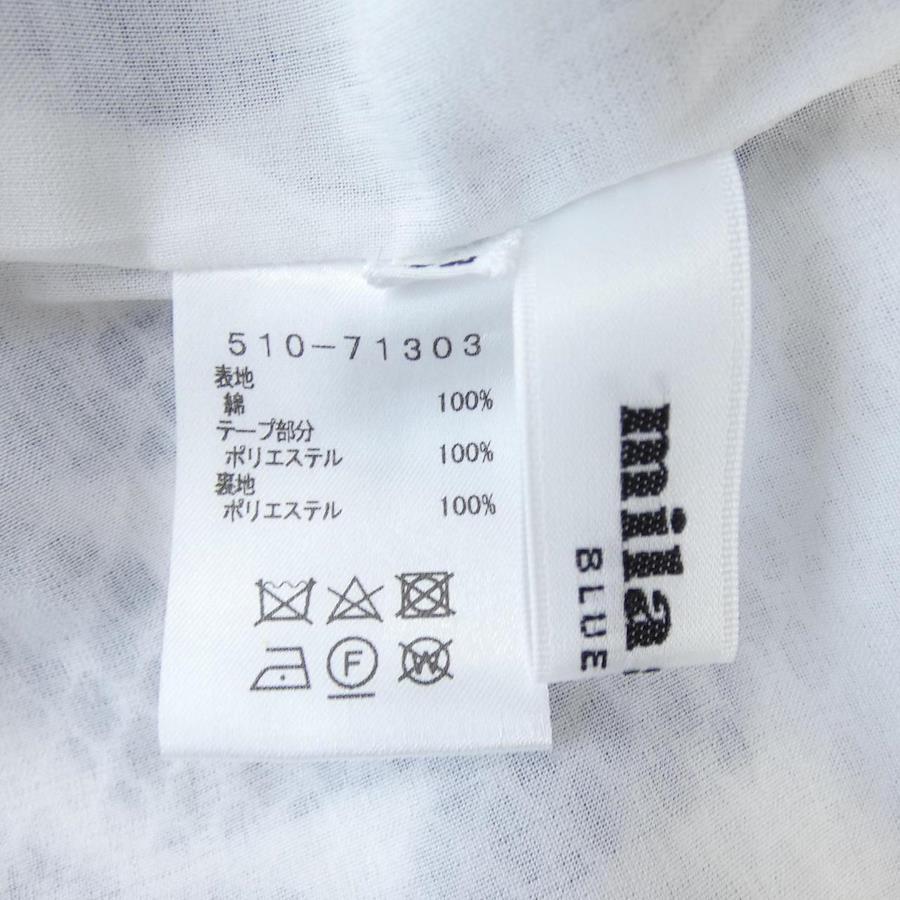 510-71303
表地
綿 100%
テープ部分
ポリエステル 100%
裏地
ポリエステル 100%
F
W
mila
BLUE